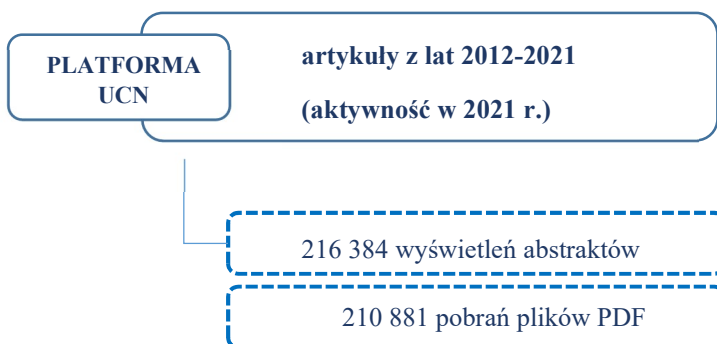 PLATFORMA
UCN
artykuły z lat 2012-2021
(aktywność w 2021 r.)
216 384 wyświetleń abstraktów
210 881 pobrań plików PDF